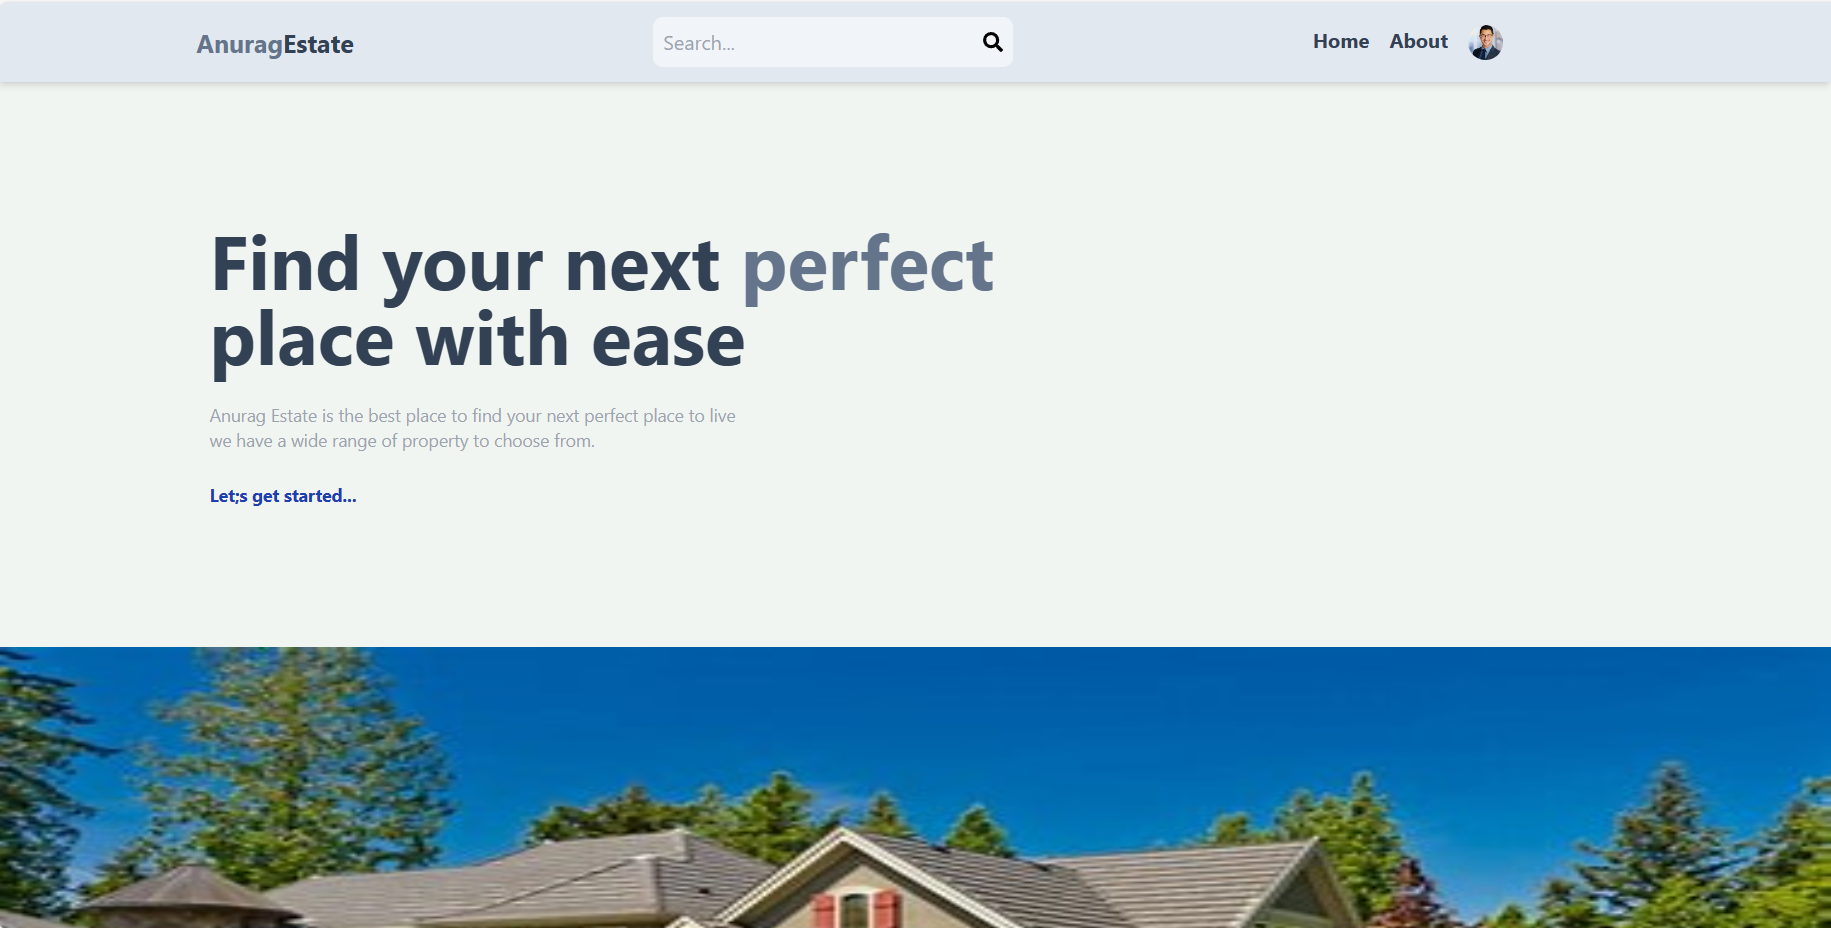 AnuragEstate
Search...
Home
About
Find your next perfect
place with ease
Anurag Estate is the best place to find your next perfect place to live
we have a wide range of property to choose from.
Let;s get started...